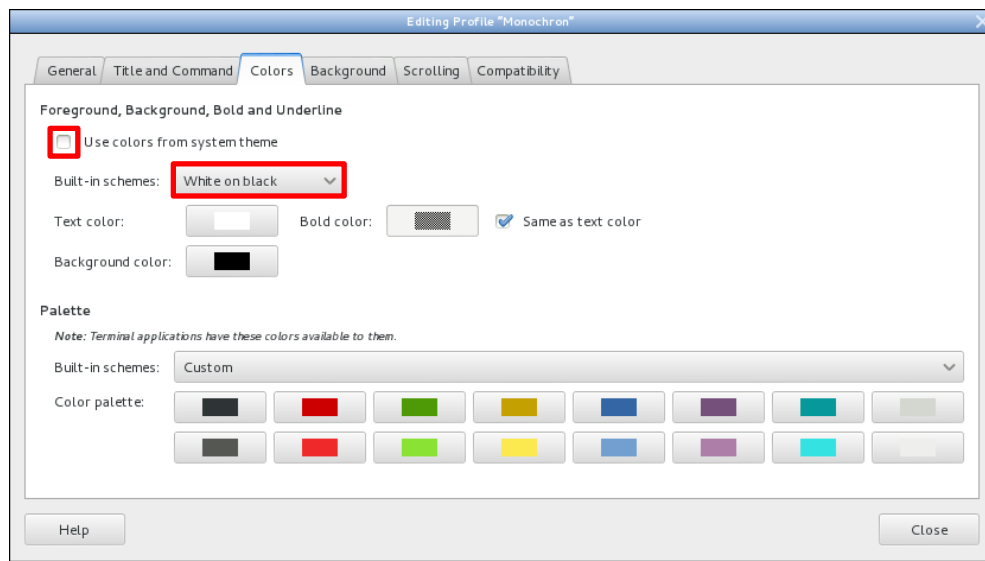 Editing Profile "Monochron"
General Title and Command Colors Background Scrolling Compatibility
Foreground, Background, Bold and Underline
Use colors from system theme
Built-in schemes: White on black
Text color: Bold color: Same as text color
Background color:
Palette
Note: Terminal applications have these colors available to them.
Built-in schemes: Custom
Color palette:
Help Close